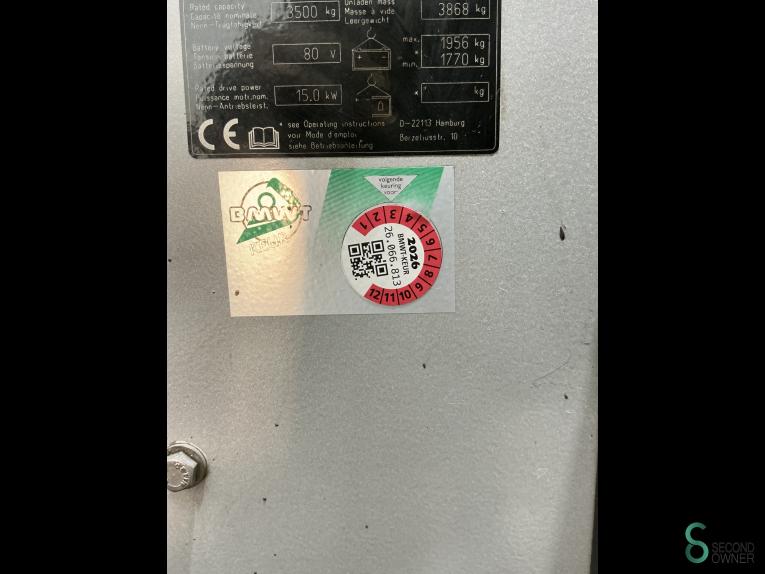 Rated capacity
Capacité nominale
Nenn-Tragfähigkeit
3500 kg
Unladen mass
Masse à vide
Leergewicht
3868 kg
Battery voltage
Tension batterie
Batteriespannung
80 V
max.
1956 kg
*
min.
1770 kg
Rated drive power
Puissance motr.nom.
Nenn-Antriebsleist.
15.0 kW
*
kg
CE
* see Operating instructions
voir Mode d'emploi
siehe Betriebsanleitung
D-22113 Hamburg
Berzeliusstr. 10
BMWT
KEUR
volgende
keuring
voor:
1 2 3 4 5 6 7 8 9 10 11 12
2026
BMWT-KEUR
26.066.813
SECOND
OWNER